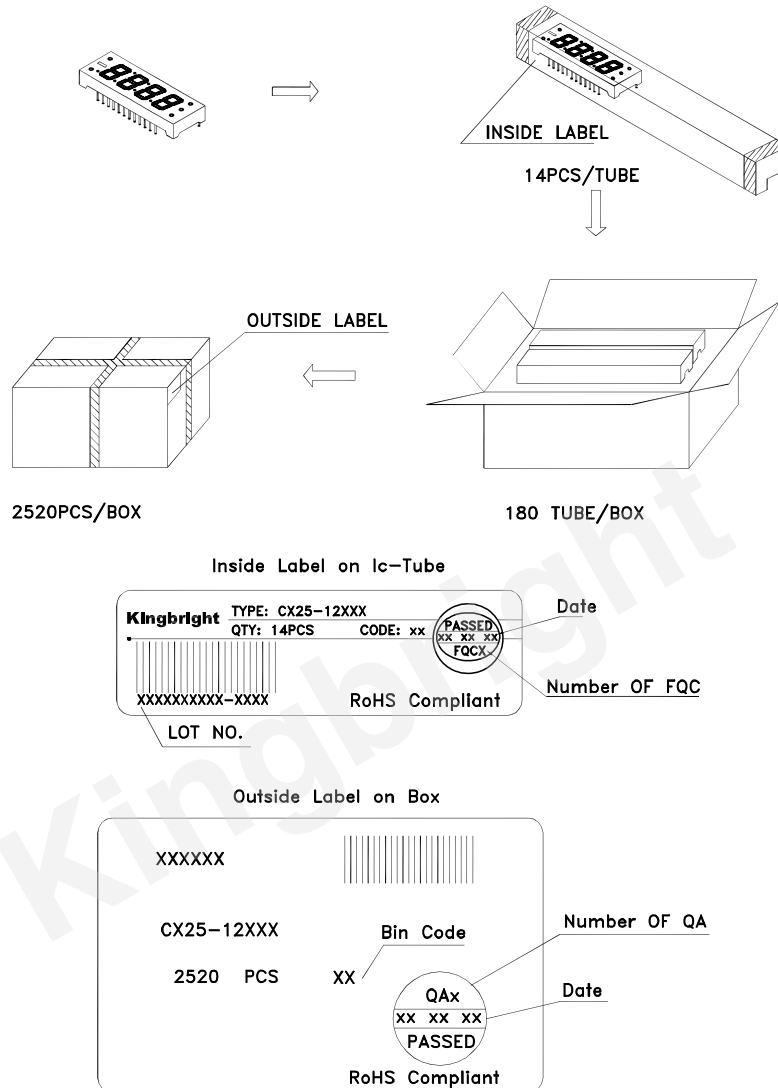 INSIDE LABEL
14PCS/TUBE
OUTSIDE LABEL
2520PCS/BOX
180 TUBE/BOX
Inside Label on Ic-Tube
Kingbright
TYPE: CX25-12XXX
QTY: 14PCS CODE: xx
PASSED
xx xx xx
FQCX
Date
Number OF FQC
XXXXXXXXXX-XXXX
RoHS Compliant
LOT NO.
Outside Label on Box
XXXXXX
CX25-12XXX
Bin Code
Number OF QA
2520 PCS XX
QAx
xx xx xx
PASSED
Date
RoHS Compliant
Kingbright